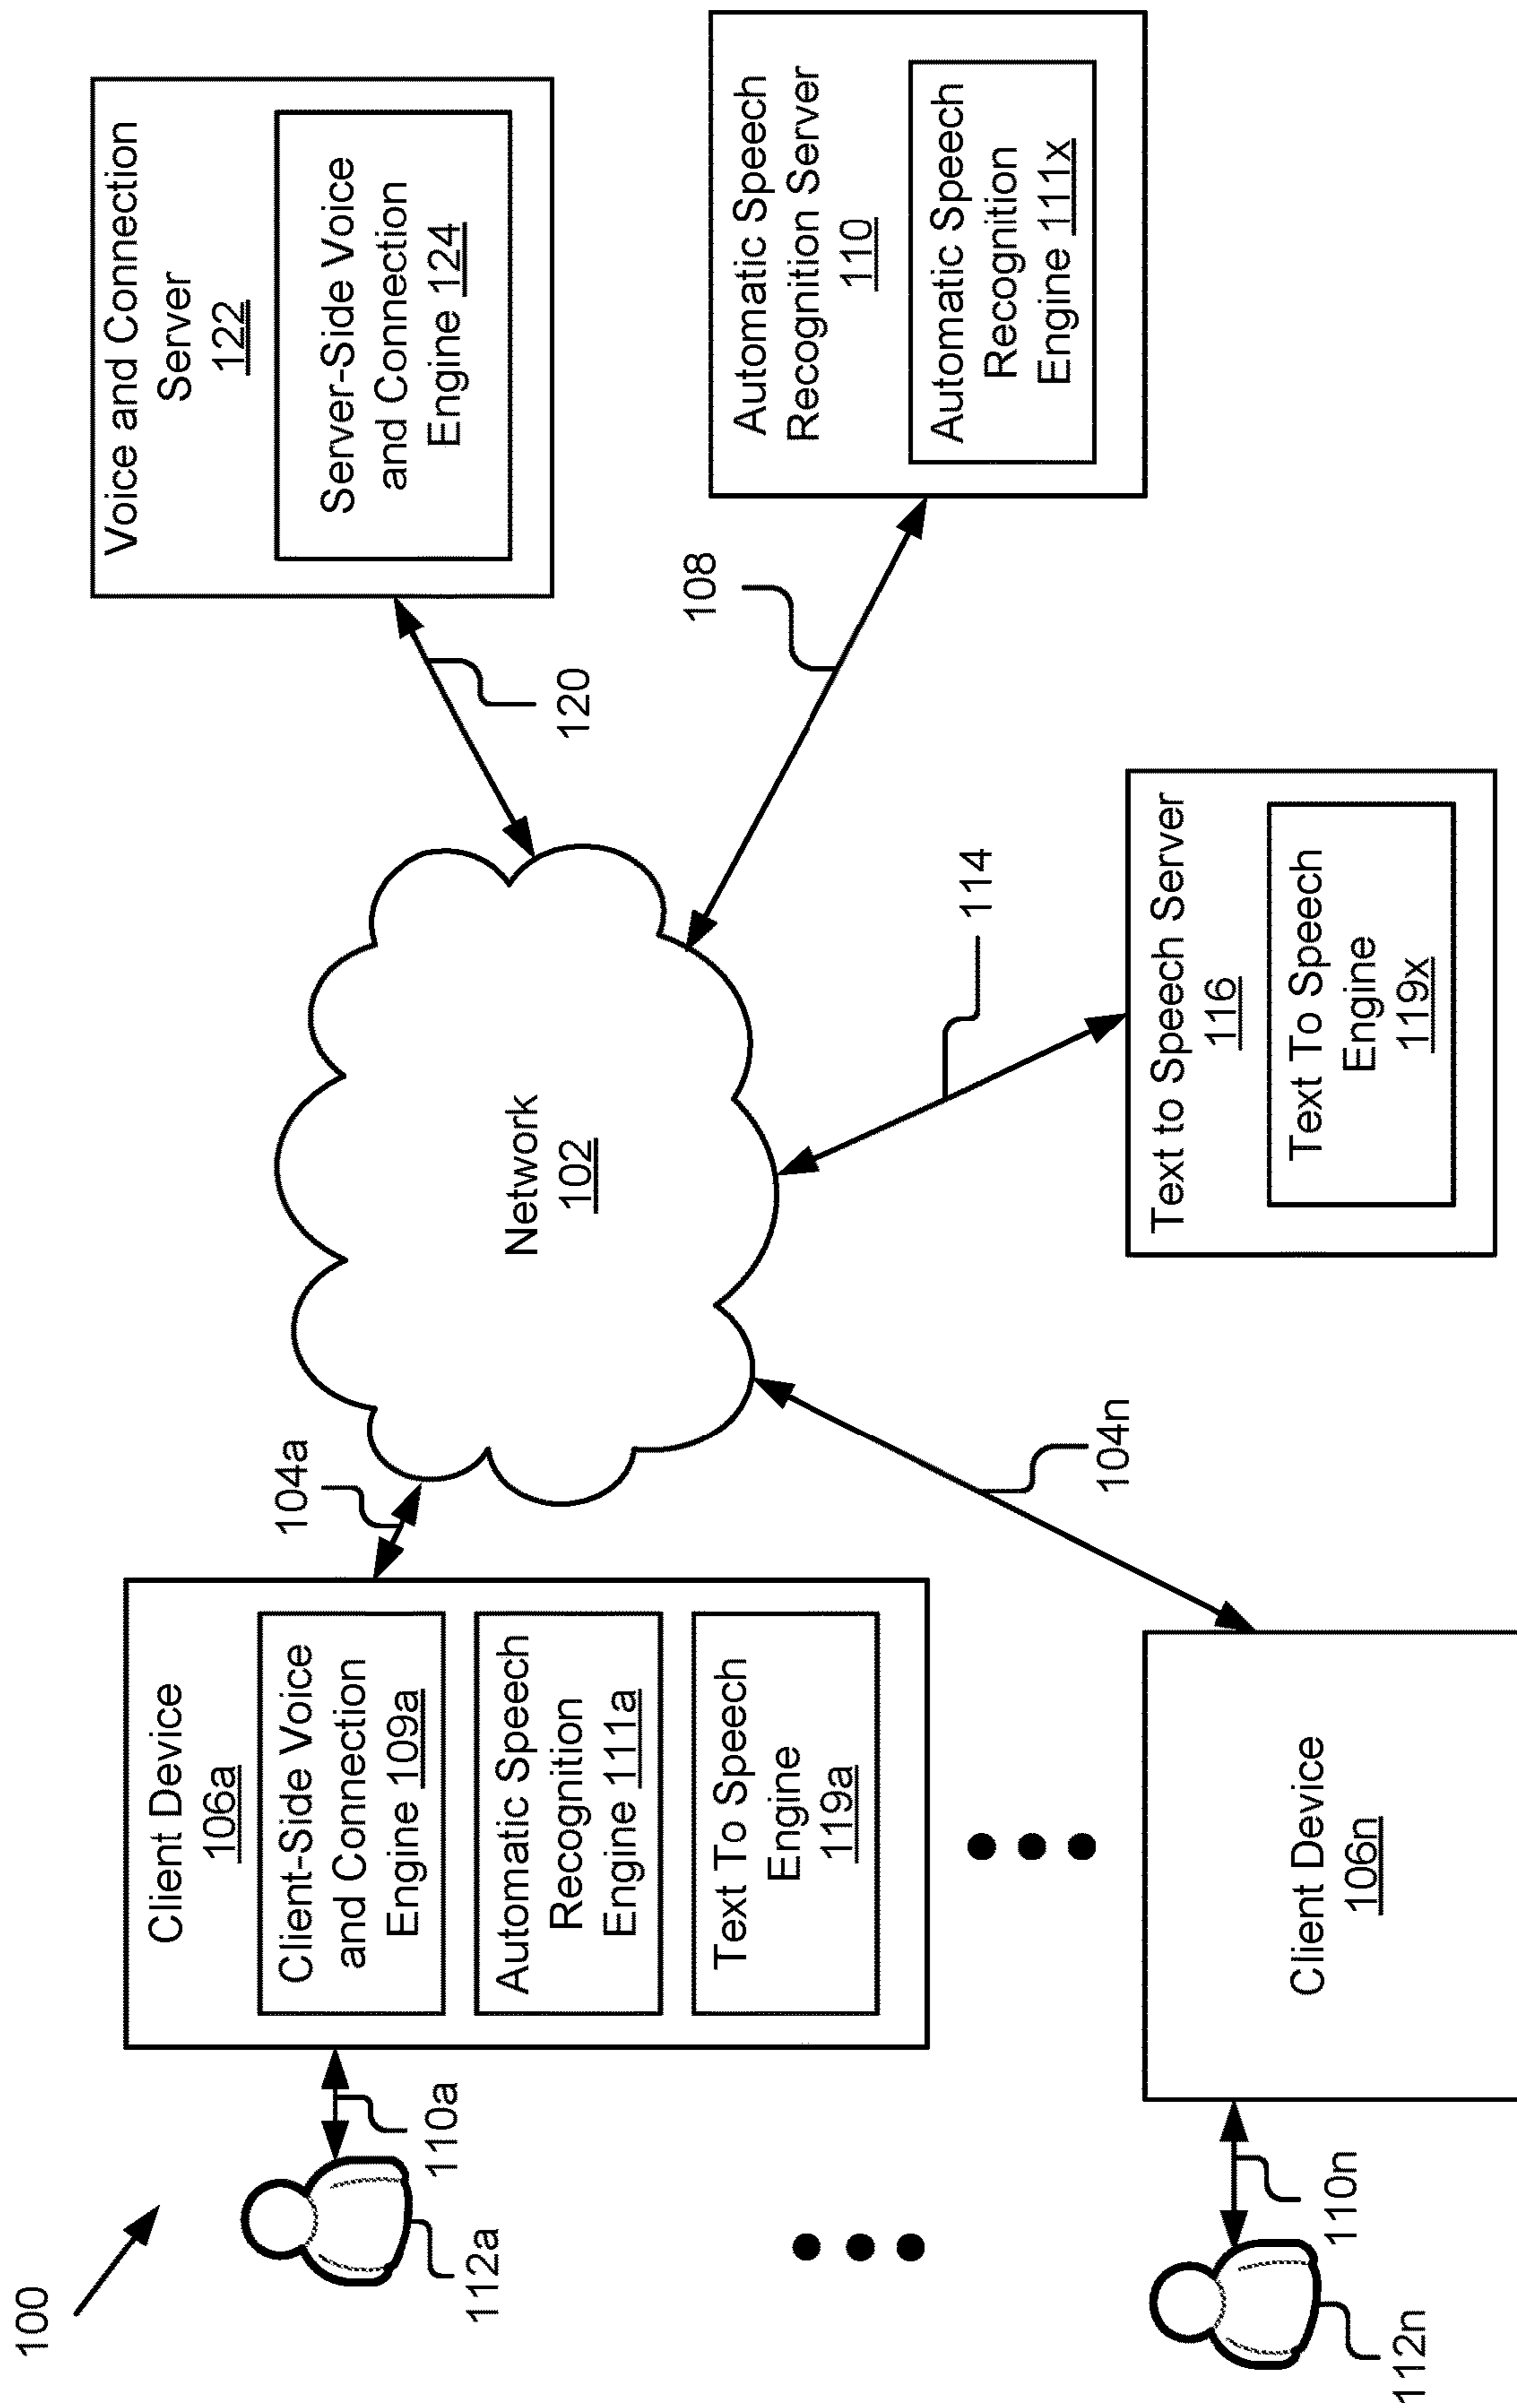 100
112a
110a
Client Device
106a
Client-Side Voice
and Connection
Engine 109a
Automatic Speech
Recognition
Engine 111a
Text To Speech
Engine
119a
104a
Network
102
120
Voice and Connection
Server
122
Server-Side Voice
and Connection
Engine 124
108
Automatic Speech
Recognition Server
110
Automatic Speech
Recognition
Engine 111x
114
Text to Speech Server
116
Text To Speech
Engine
119x
104n
Client Device
106n
110n
112n